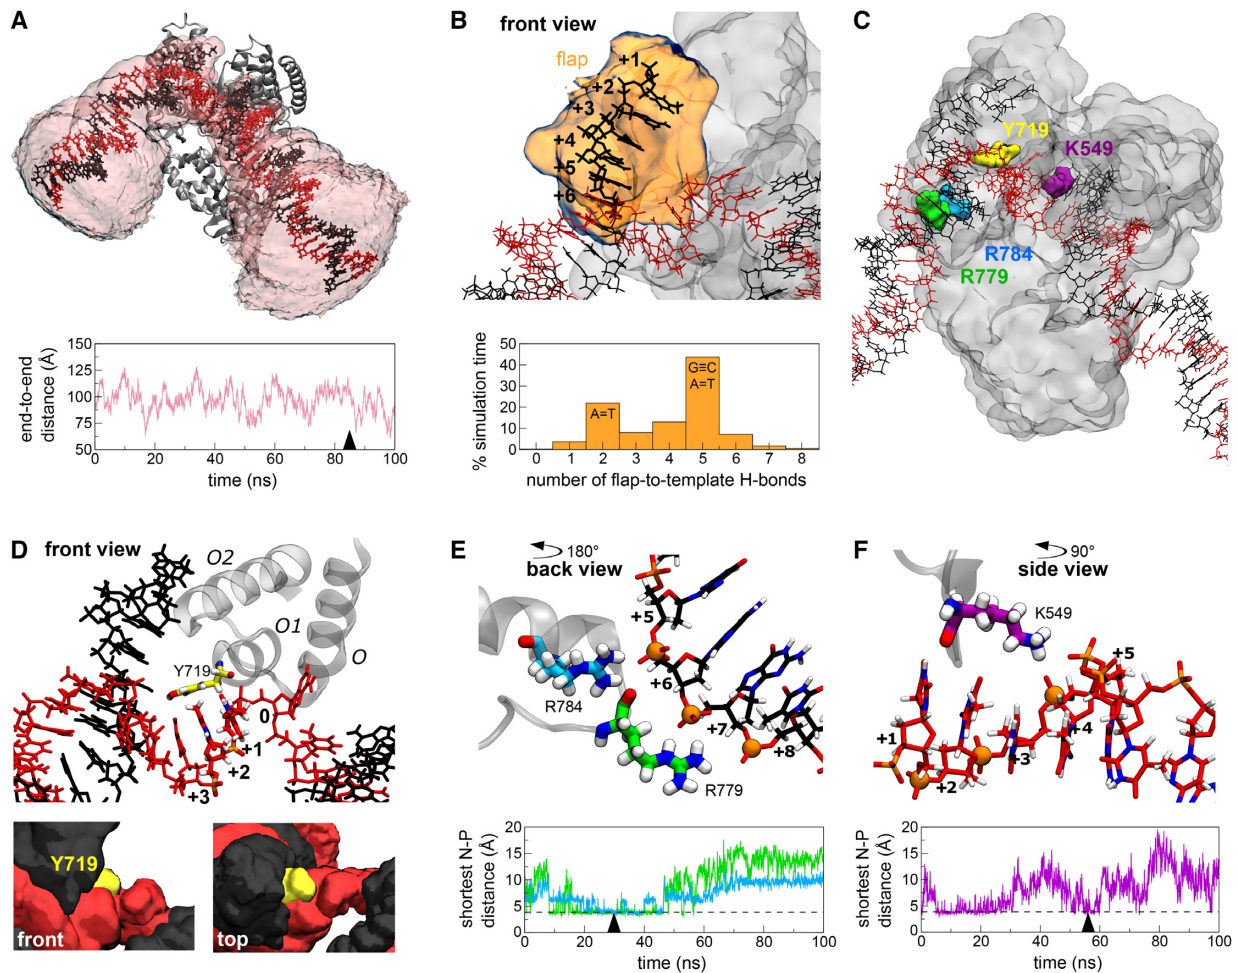 A
end-to-end
distance (Å)
125
100
75
50
0
20
40
60
80
100
time (ns)
B
front view
flap
+1
+2
+3
+4
+5
+6
% simulation time
50
40
30
20
10
0
A=T
G≡C
A=T
0
1
2
3
4
5
6
7
8
number of flap-to-template H-bonds
C
Y719
K549
R784
R779
D
front view
O2
O1
O
Y719
0
+1
+2
+3
Y719
front
top
E
180°
back view
+5
+6
+7
+8
R784
R779
shortest N-P
distance (Å)
20
15
10
5
0
0
20
40
60
80
100
time (ns)
F
90°
side view
K549
+5
+1
+4
+3
+2
shortest N-P
distance (Å)
20
15
10
5
0
0
20
40
60
80
100
time (ns)